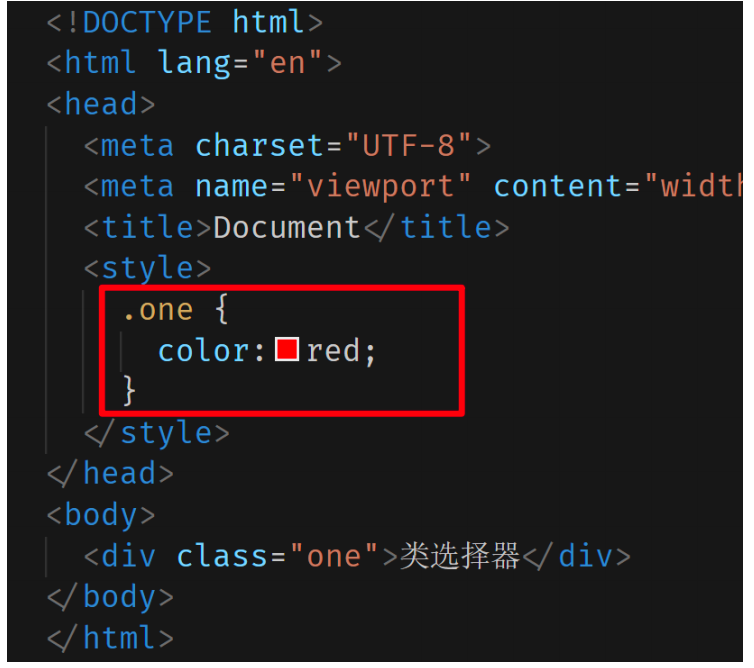 <!DOCTYPE html>
<html lang="en">
<head>
<meta charset="UTF-8">
<meta name="viewport" content="width
<title>Document</title>
<style>
.one {
color: red;
}
</style>
</head>
<body>
<div class="one">类选择器</div>
</body>
</html>